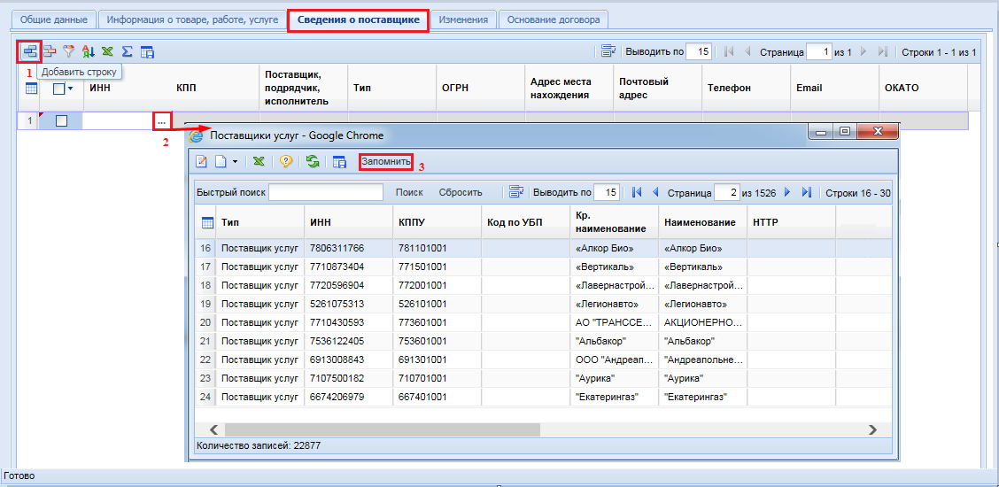 Общие данные Информация о товаре, работе, услуге Сведения о поставщике Изменения Основание договора
Выводить по 15 Страница 1 из 1 Строки 1 - 1 из 1
1 Добавить строку
ИНН КПП Поставщик, подрядчик, исполнитель Тип ОГРН Адрес места нахождения Почтовый адрес Телефон Email ОКАТО
1 ...
2
Поставщики услуг - Google Chrome
Запомнить 3
Быстрый поиск Поиск Сбросить Выводить по 15 Страница 2 из 1526 Строки 16 - 30
Тип ИНН КППУ Код по УБП Кр. наименование Наименование HTTP
16 Поставщик услуг 7806311766 781101001 «Алкор Био» «Алкор Био»
17 Поставщик услуг 7710873404 771501001 «Вертикаль» «Вертикаль»
18 Поставщик услуг 7720596904 772001001 «Лавернастрой... «Лавернастрой...
19 Поставщик услуг 5261075313 526101001 «Легионавто» «Легионавто»
20 Поставщик услуг 7710430593 773601001 АО "ТРАНССЕ... АКЦИОНЕРНО...
21 Поставщик услуг 7536122405 753601001 "Альбакор" "Альбакор"
22 Поставщик услуг 6913008843 691301001 ООО "Андреап... "Андреапольне...
23 Поставщик услуг 7107500182 710701001 "Аурика" "Аурика"
24 Поставщик услуг 6674206979 667401001 "Екатерингаз" "Екатерингаз"
Количество записей: 22877
Готово